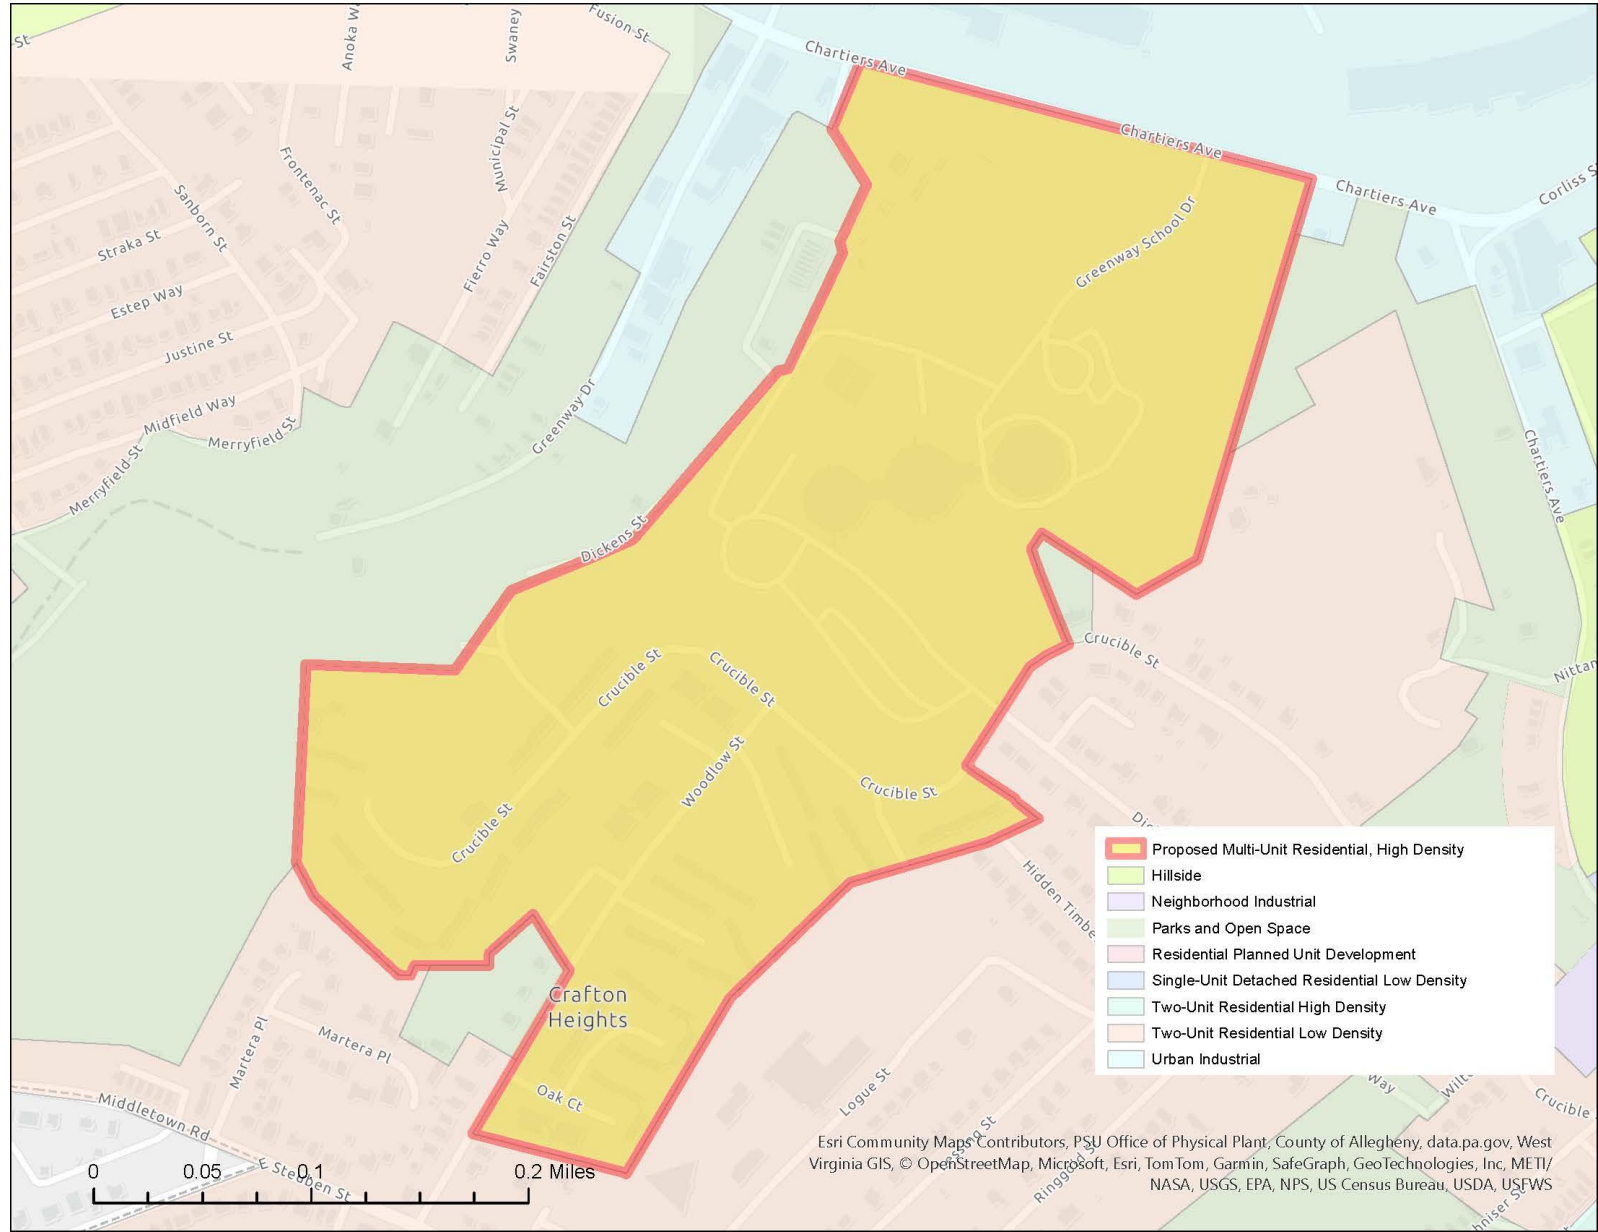 St
Anoka W
Swaney
Fusion St
Chartiers Ave
Chartiers Ave
Chartiers Ave
Corliss S
Municipal St
Frontenac St
Sanborn St
Straka St
Fierro Way
Fairston St
Greenway School Dr
Estep Way
Justine St
Midfield Way
Merryfield St
Merryfield St
Greenway Dr
Chartiers Ave
Dickens St
Crucible St
Crucible St
Crucible St
Nittan
Woodlow St
Crucible St
Crucible St
Hidden Timbe
Crafton
Heights
Martera Pl
Martera Pl
Oak Ct
Logue St
Middletown Rd
E Steuben St
Way
Crucible
Ringgold S
Proposed Multi-Unit Residential, High Density
Hillside
Neighborhood Industrial
Parks and Open Space
Residential Planned Unit Development
Single-Unit Detached Residential Low Density
Two-Unit Residential High Density
Two-Unit Residential Low Density
Urban Industrial
0 0.05 0.1 0.2 Miles
Esri Community Maps Contributors, PSU Office of Physical Plant, County of Allegheny, data.pa.gov, West
Virginia GIS, © OpenStreetMap, Microsoft, Esri, TomTom, Garmin, SafeGraph, GeoTechnologies, Inc, METI/
NASA, USGS, EPA, NPS, US Census Bureau, USDA, USFWS